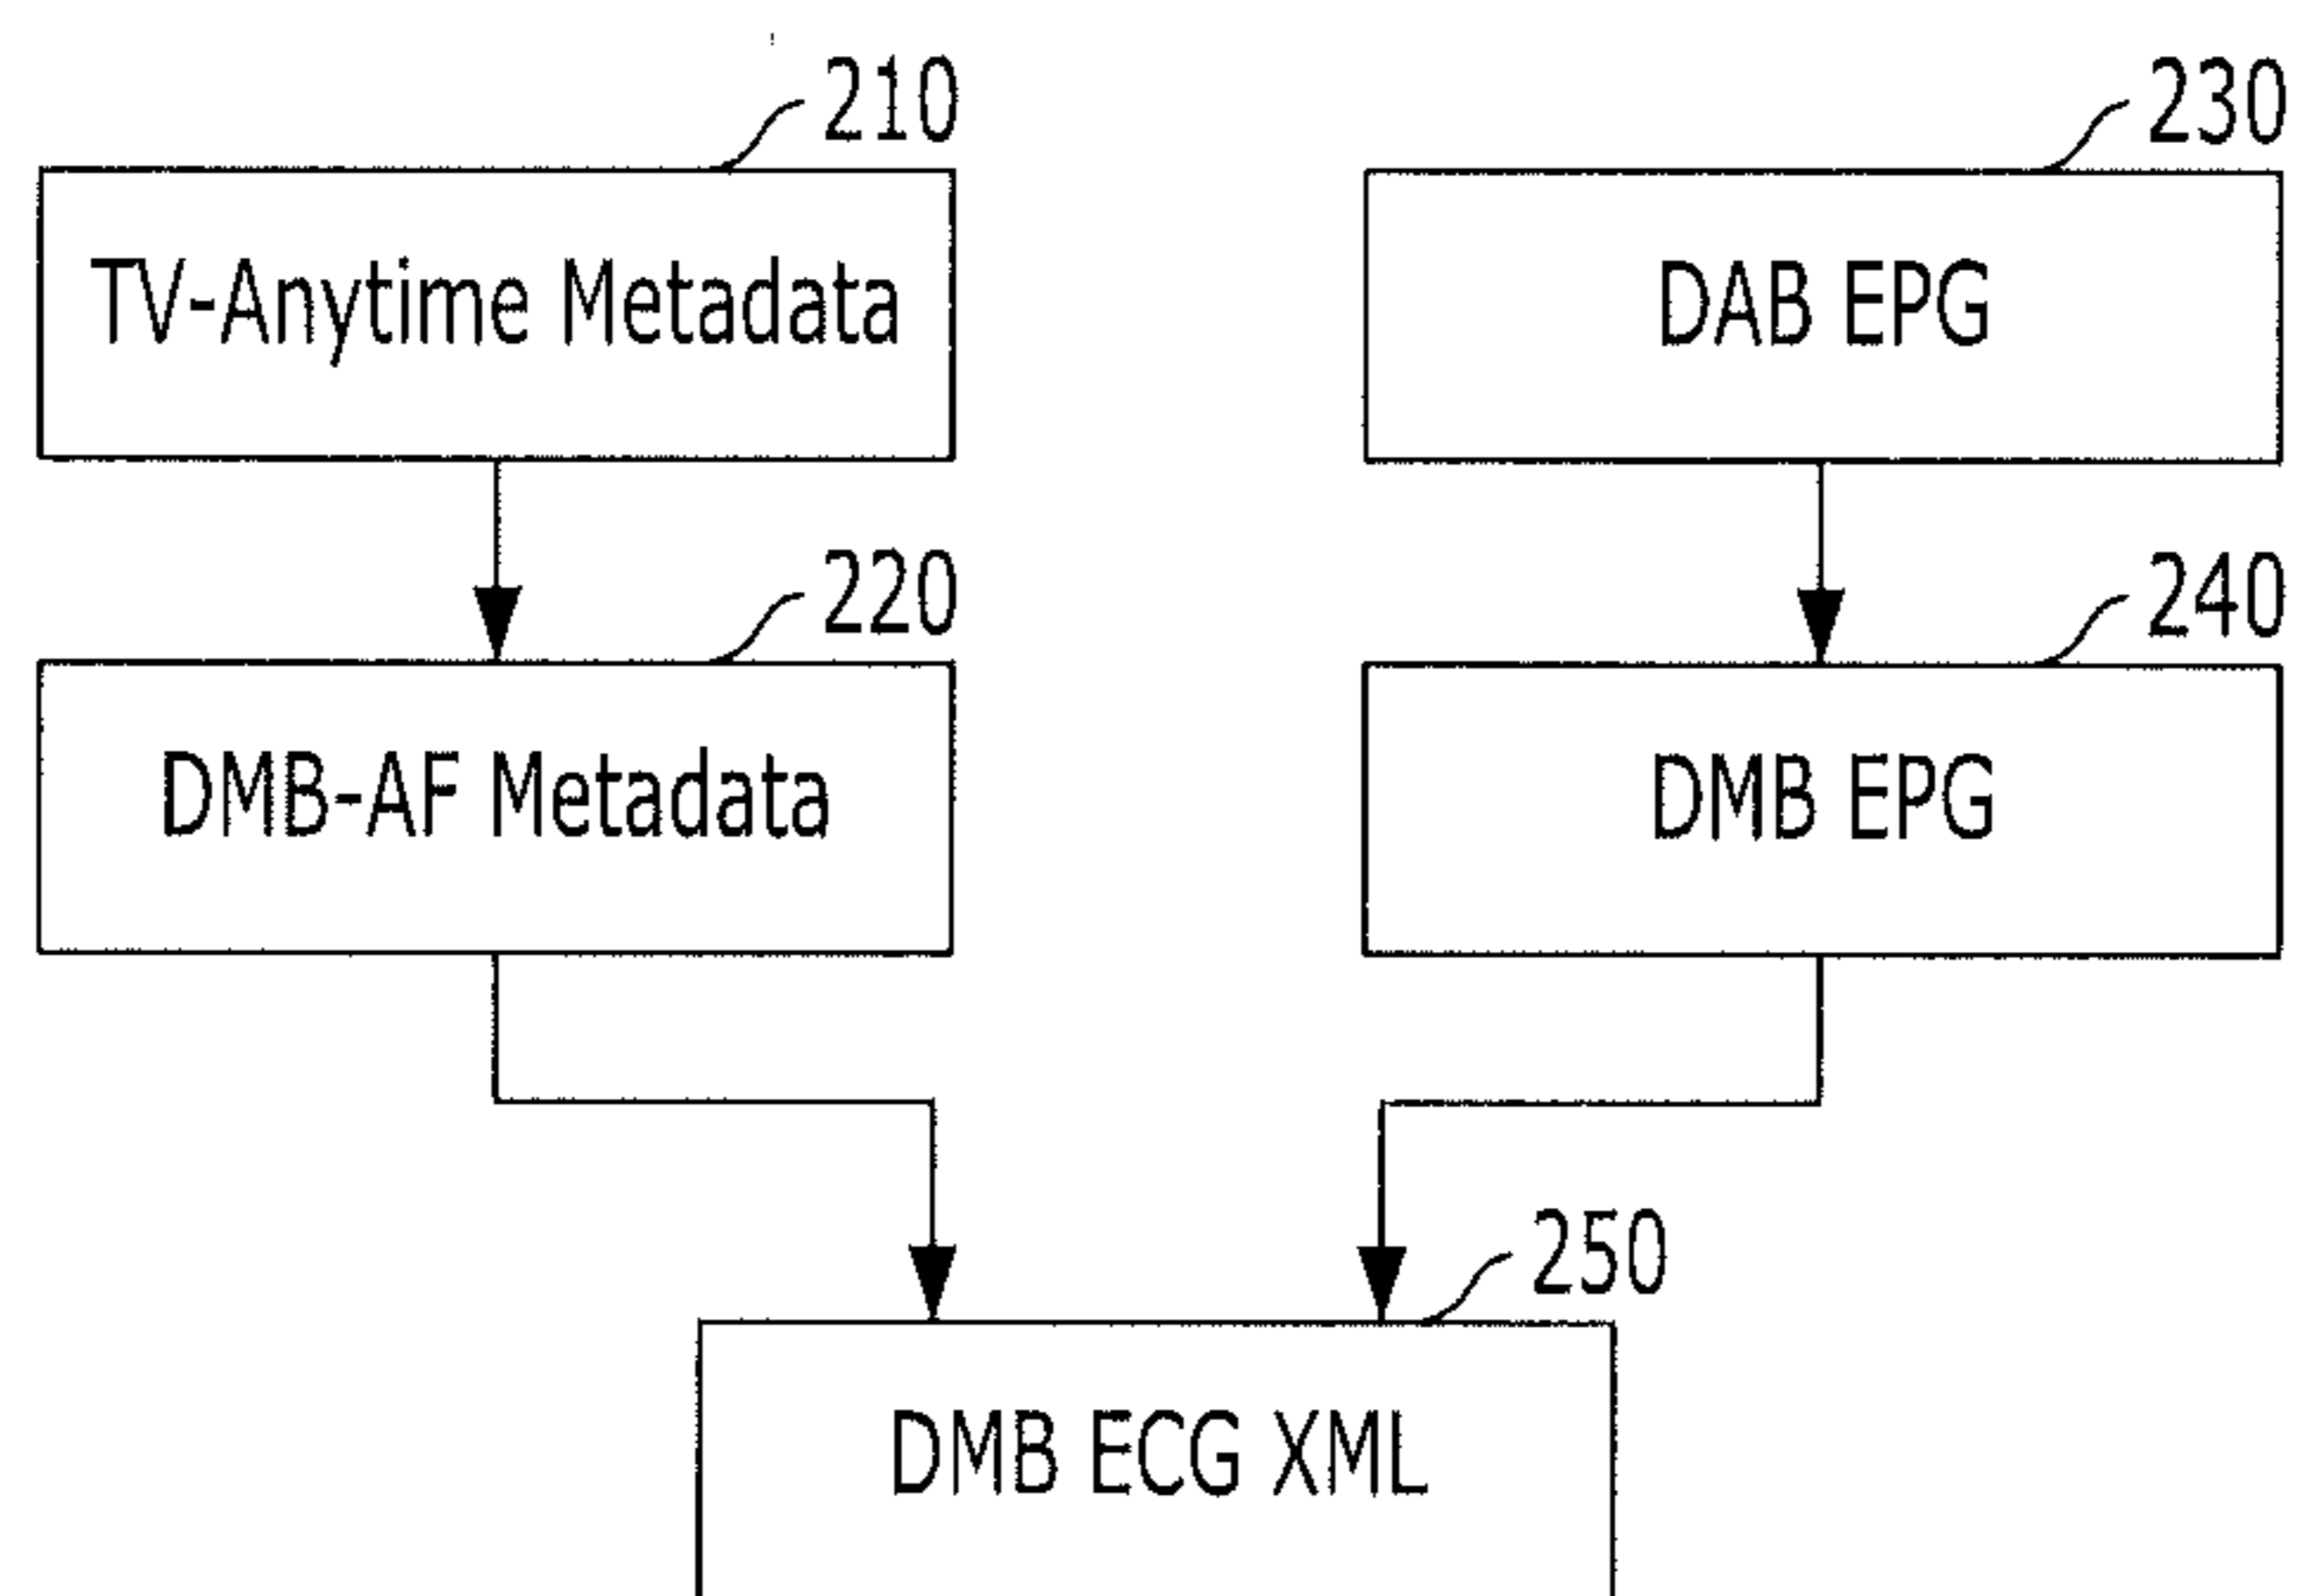 210
230
TV-Anytime Metadata
DAB EPG
220
240
DMB-AF Metadata
DMB EPG
250
DMB ECG XML